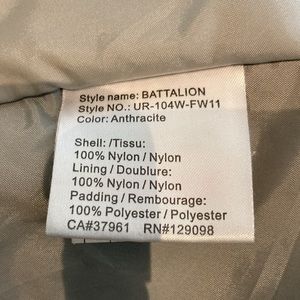 Style name: BATTALION
Style NO.: UR-104W-FW11
Color: Anthracite
Shell: /Tissu:
100% Nylon / Nylon
Lining / Doublure:
100% Nylon / Nylon
Padding / Rembourage:
100% Polyester / Polyester
CA#37961 RN#129098